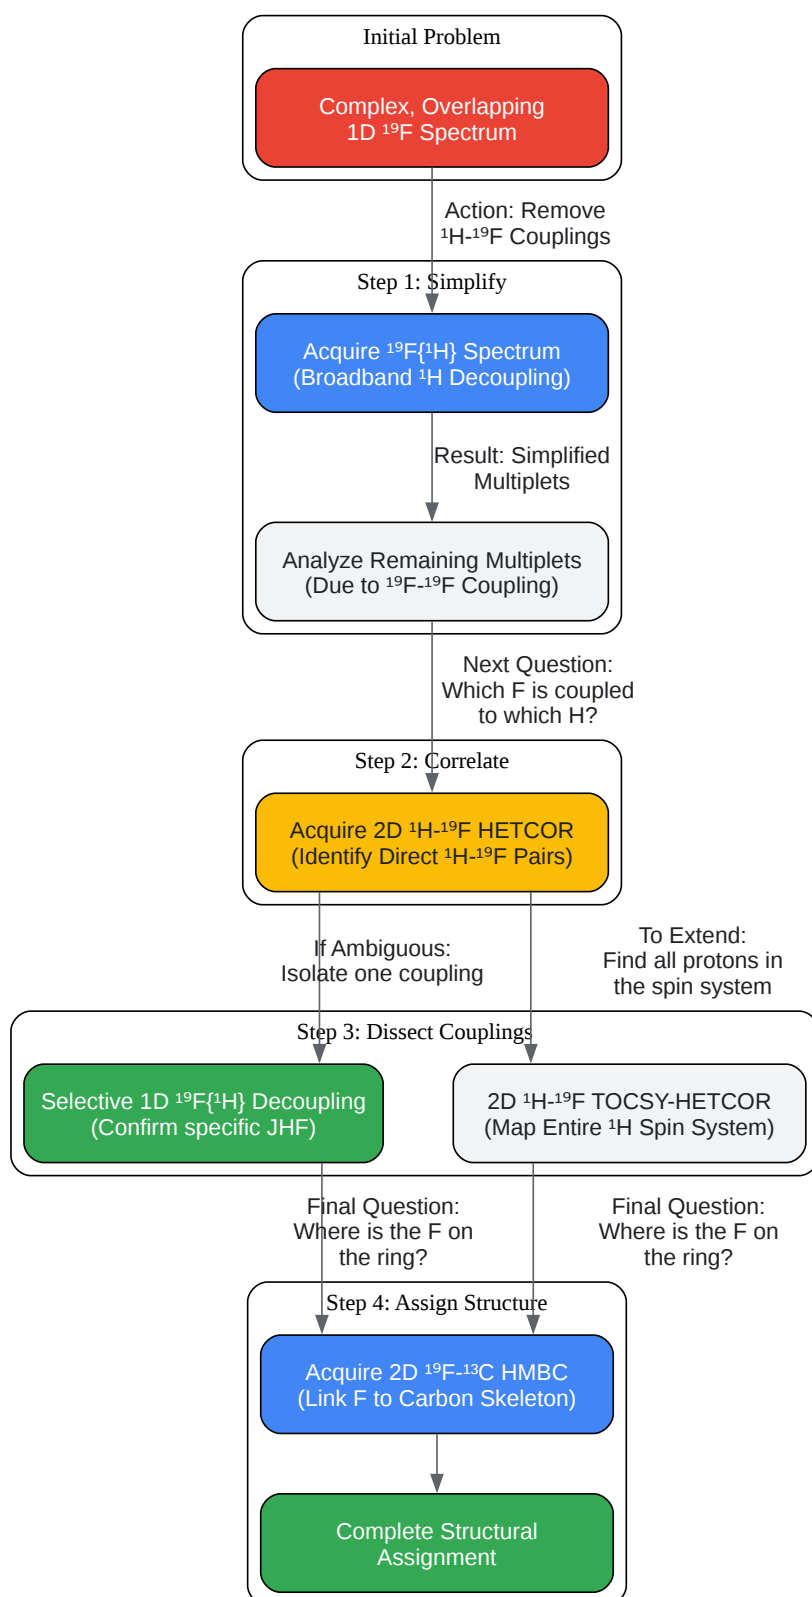 Initial Problem
Complex, Overlapping
1D ¹⁹F Spectrum
Action: Remove
¹H-¹⁹F Couplings
Step 1: Simplify
Acquire ¹⁹F{¹H} Spectrum
(Broadband ¹H Decoupling)
Result: Simplified
Multiplets
Analyze Remaining Multiplets
(Due to ¹⁹F-¹⁹F Coupling)
Next Question:
Which F is coupled
to which H?
Step 2: Correlate
Acquire 2D ¹H-¹⁹F HETCOR
(Identify Direct ¹H-¹⁹F Pairs)
If Ambiguous:
Isolate one coupling
To Extend:
Find all protons in
the spin system
Step 3: Dissect Couplings
Selective 1D ¹⁹F{¹H} Decoupling
(Confirm specific JHF)
2D ¹H-¹⁹F TOCSY-HETCOR
(Map Entire ¹H Spin System)
Final Question:
Where is the F on
the ring?
Final Question:
Where is the F on
the ring?
Step 4: Assign Structure
Acquire 2D ¹⁹F-¹³C HMBC
(Link F to Carbon Skeleton)
Complete Structural
Assignment